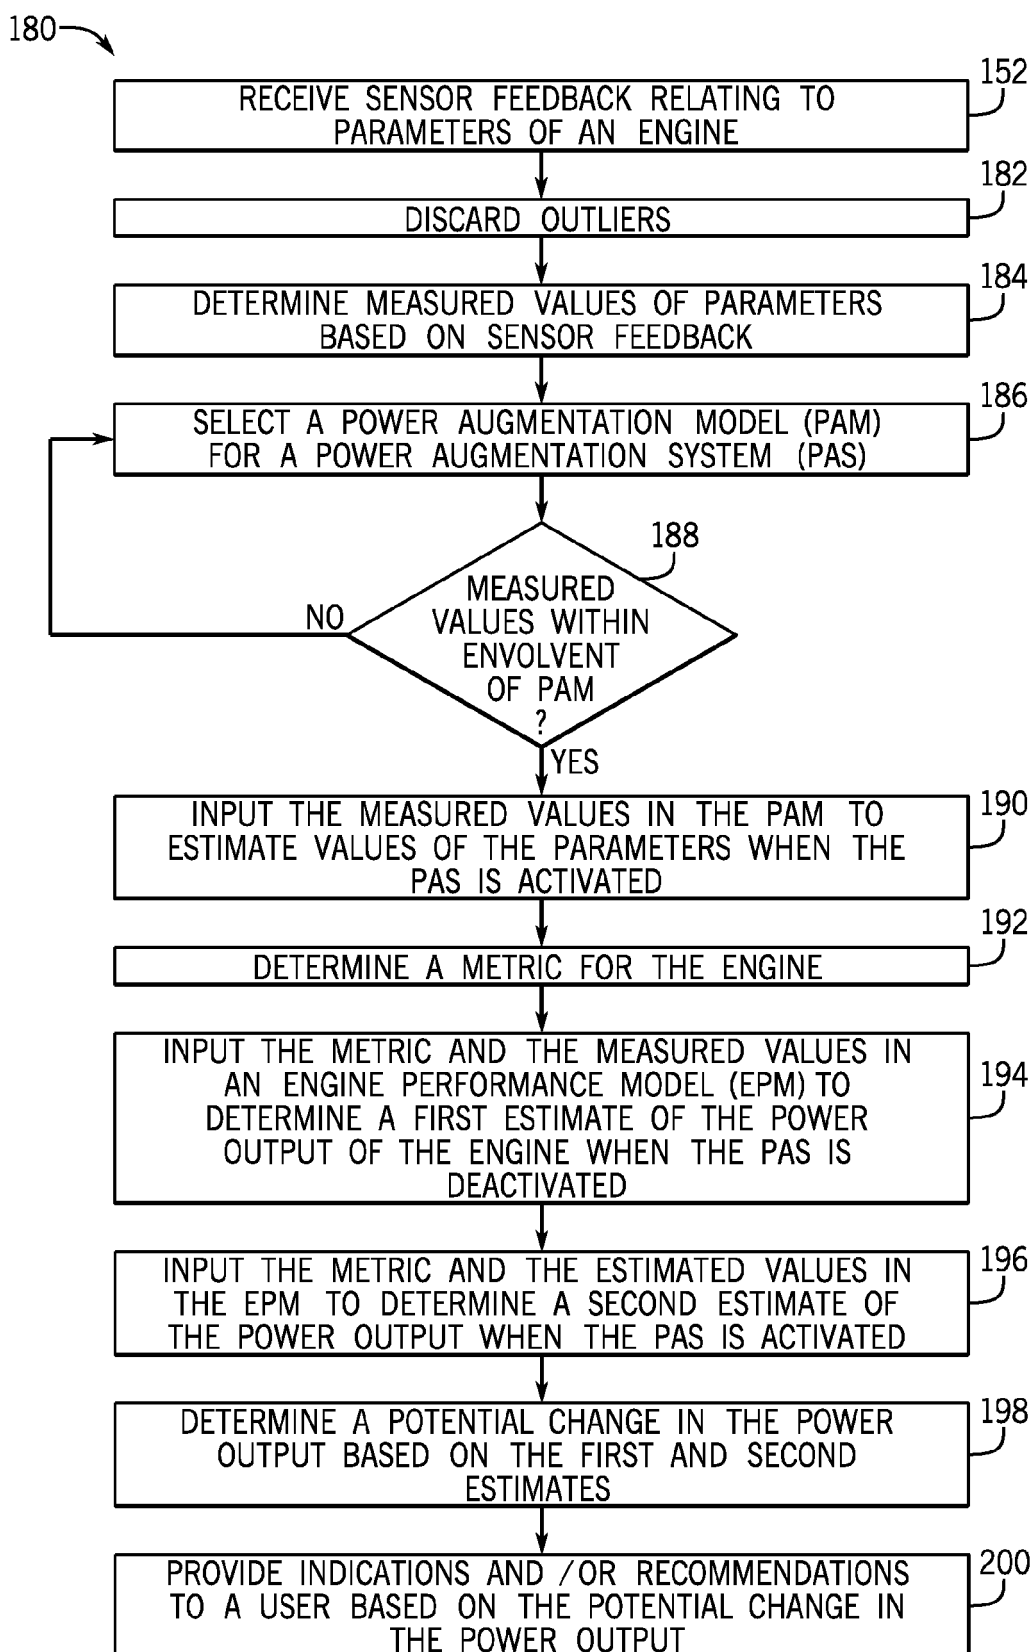 180
152
RECEIVE SENSOR FEEDBACK RELATING TO
PARAMETERS OF AN ENGINE
182
DISCARD OUTLIERS
184
DETERMINE MEASURED VALUES OF PARAMETERS
BASED ON SENSOR FEEDBACK
186
SELECT A POWER AUGMENTATION MODEL (PAM)
FOR A POWER AUGMENTATION SYSTEM (PAS)
188
MEASURED
VALUES WITHIN
ENVOLVENT
OF PAM
?
NO
YES
190
INPUT THE MEASURED VALUES IN THE PAM TO
ESTIMATE VALUES OF THE PARAMETERS WHEN THE
PAS IS ACTIVATED
192
DETERMINE A METRIC FOR THE ENGINE
194
INPUT THE METRIC AND THE MEASURED VALUES IN
AN ENGINE PERFORMANCE MODEL (EPM) TO
DETERMINE A FIRST ESTIMATE OF THE POWER
OUTPUT OF THE ENGINE WHEN THE PAS IS
DEACTIVATED
196
INPUT THE METRIC AND THE ESTIMATED VALUES IN
THE EPM TO DETERMINE A SECOND ESTIMATE OF
THE POWER OUTPUT WHEN THE PAS IS ACTIVATED
198
DETERMINE A POTENTIAL CHANGE IN THE POWER
OUTPUT BASED ON THE FIRST AND SECOND
ESTIMATES
200
PROVIDE INDICATIONS AND /OR RECOMMENDATIONS
TO A USER BASED ON THE POTENTIAL CHANGE IN
THE POWER OUTPUT